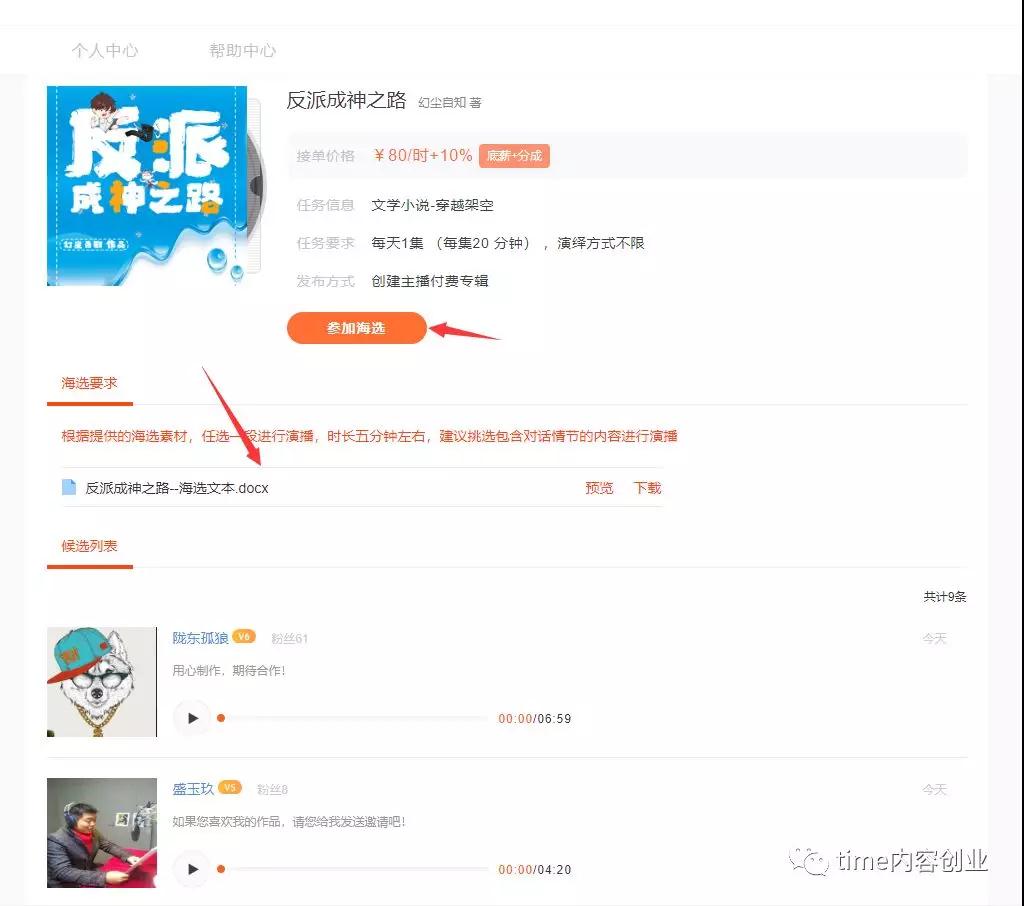 个人中心 帮助中心
反派
成神之路
反派成神之路 幻尘自知 著
接单价格 ￥80/时+10% 底薪+分成
任务信息 文学小说-穿越架空
任务要求 每天1集 （每集20 分钟） ，演绎方式不限
发布方式 创建主播付费专辑
参加海选
海选要求
根据提供的海选素材，任选一段进行演播，时长五分钟左右，建议挑选包含对话情节的内容进行演播
反派成神之路--海选文本.docx 预览 下载
候选列表
共计9条
陇东孤狼 V6 粉丝61 今天
用心制作，期待合作！
00:00/06:59
盛玉玖 V5 粉丝8 今天
如果您喜欢我的作品，请您给我发送邀请吧！
00:00/04:20
time内容创业